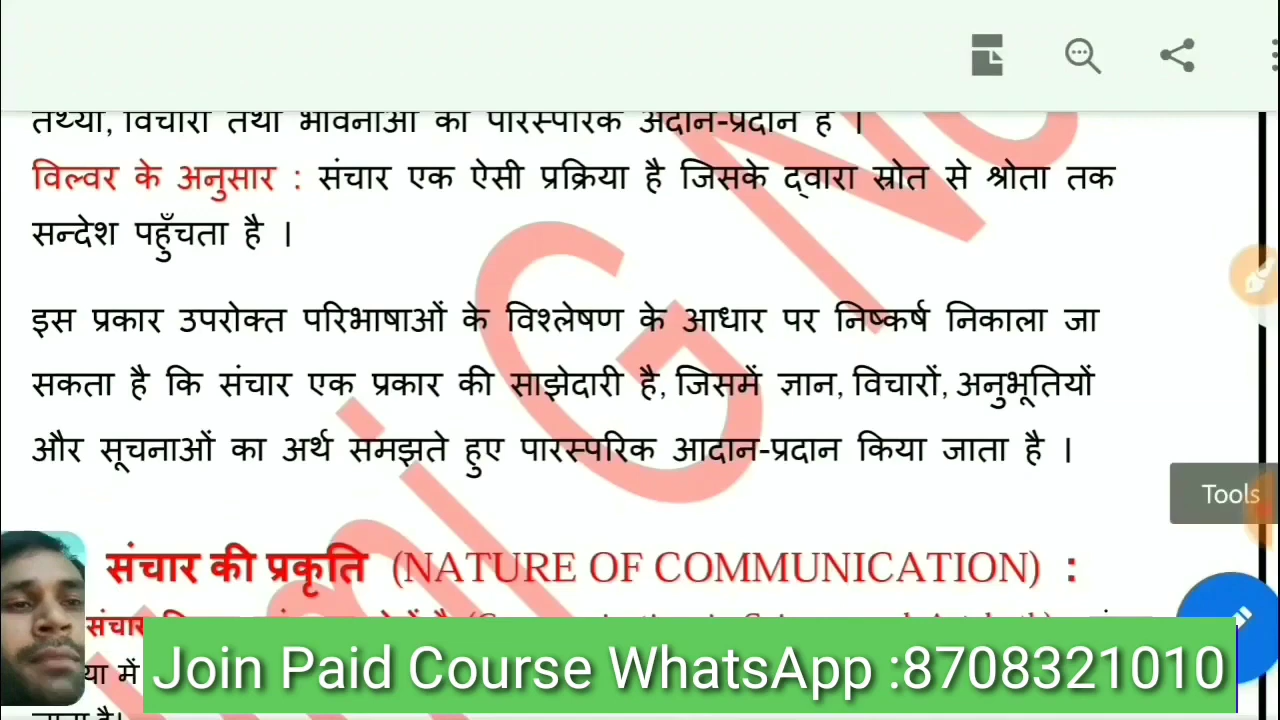 तथ्यों, विचारों तथा भावनाओं का पारस्परिक अदान-प्रदान है ।
विल्वर के अनुसार : संचार एक ऐसी प्रक्रिया है जिसके द्वारा स्रोत से श्रोता तक
सन्देश पहुँचता है ।
इस प्रकार उपरोक्त परिभाषाओं के विश्लेषण के आधार पर निष्कर्ष निकाला जा
सकता है कि संचार एक प्रकार की साझेदारी है, जिसमें ज्ञान, विचारों, अनुभूतियों
और सूचनाओं का अर्थ समझते हुए पारस्परिक आदान-प्रदान किया जाता है ।
Tools
संचार की प्रकृति (NATURE OF COMMUNICATION) :
संचार
में
Join Paid Course WhatsApp :8708321010